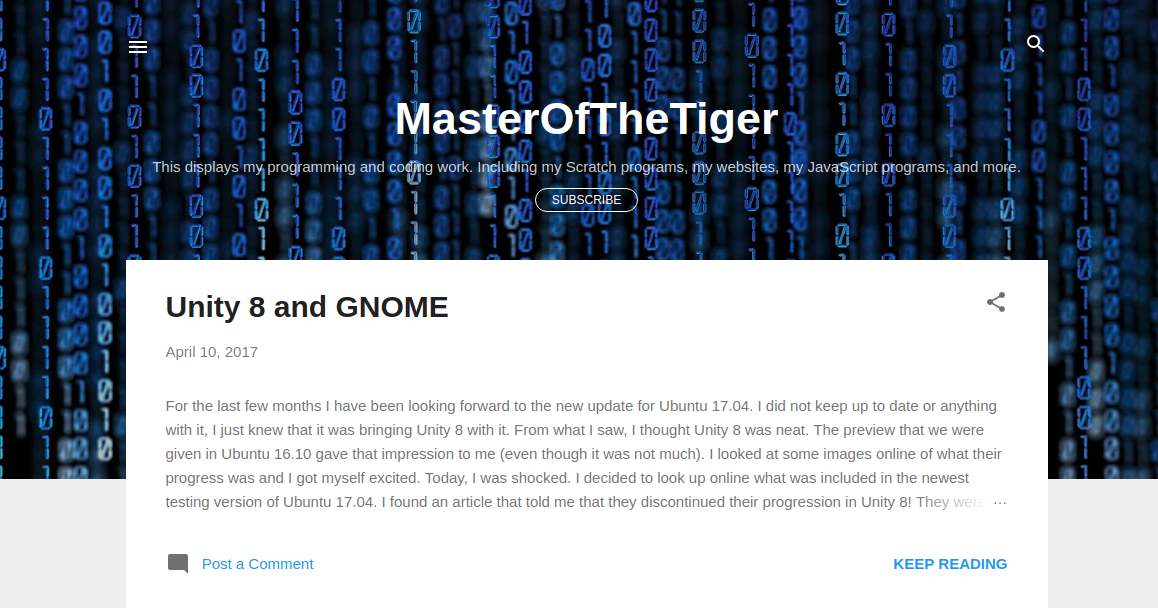 MasterOfTheTiger
This displays my programming and coding work. Including my Scratch programs, my websites, my JavaScript programs, and more.
SUBSCRIBE
Unity 8 and GNOME
April 10, 2017
For the last few months I have been looking forward to the new update for Ubuntu 17.04. I did not keep up to date or anything
with it, I just knew that it was bringing Unity 8 with it. From what I saw, I thought Unity 8 was neat. The preview that we were
given in Ubuntu 16.10 gave that impression to me (even though it was not much). I looked at some images online of what their
progress was and I got myself excited. Today, I was shocked. I decided to look up online what was included in the newest
testing version of Ubuntu 17.04. I found an article that told me that they discontinued their progression in Unity 8! They were ...
Post a Comment
KEEP READING